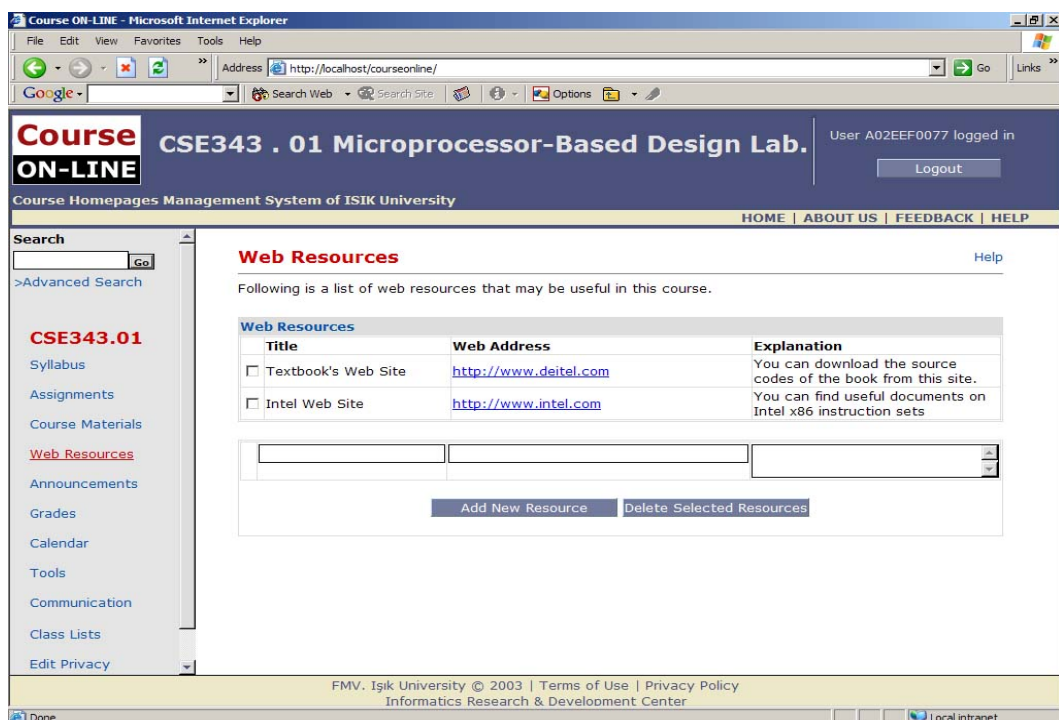 Course ON-LINE - Microsoft Internet Explorer
File Edit View Favorites Tools Help
» Address http://localhost/courseonline/ Go Links »
Google Search Web Search Site Options
Course
ON-LINE
CSE343 . 01 Microprocessor-Based Design Lab.
User A02EEF0077 logged in
Logout
Course Homepages Management System of ISIK University
HOME | ABOUT US | FEEDBACK | HELP
Search
Go
>Advanced Search
CSE343.01
Syllabus
Assignments
Course Materials
Web Resources
Announcements
Grades
Calendar
Tools
Communication
Class Lists
Edit Privacy
Web Resources
Help
Following is a list of web resources that may be useful in this course.
Web Resources
Title Web Address Explanation
Textbook's Web Site http://www.deitel.com You can download the source
codes of the book from this site.
Intel Web Site http://www.intel.com You can find useful documents on
Intel x86 instruction sets
Add New Resource Delete Selected Resources
FMV. Işık University © 2003 | Terms of Use | Privacy Policy
Informatics Research & Development Center
Done Local intranet